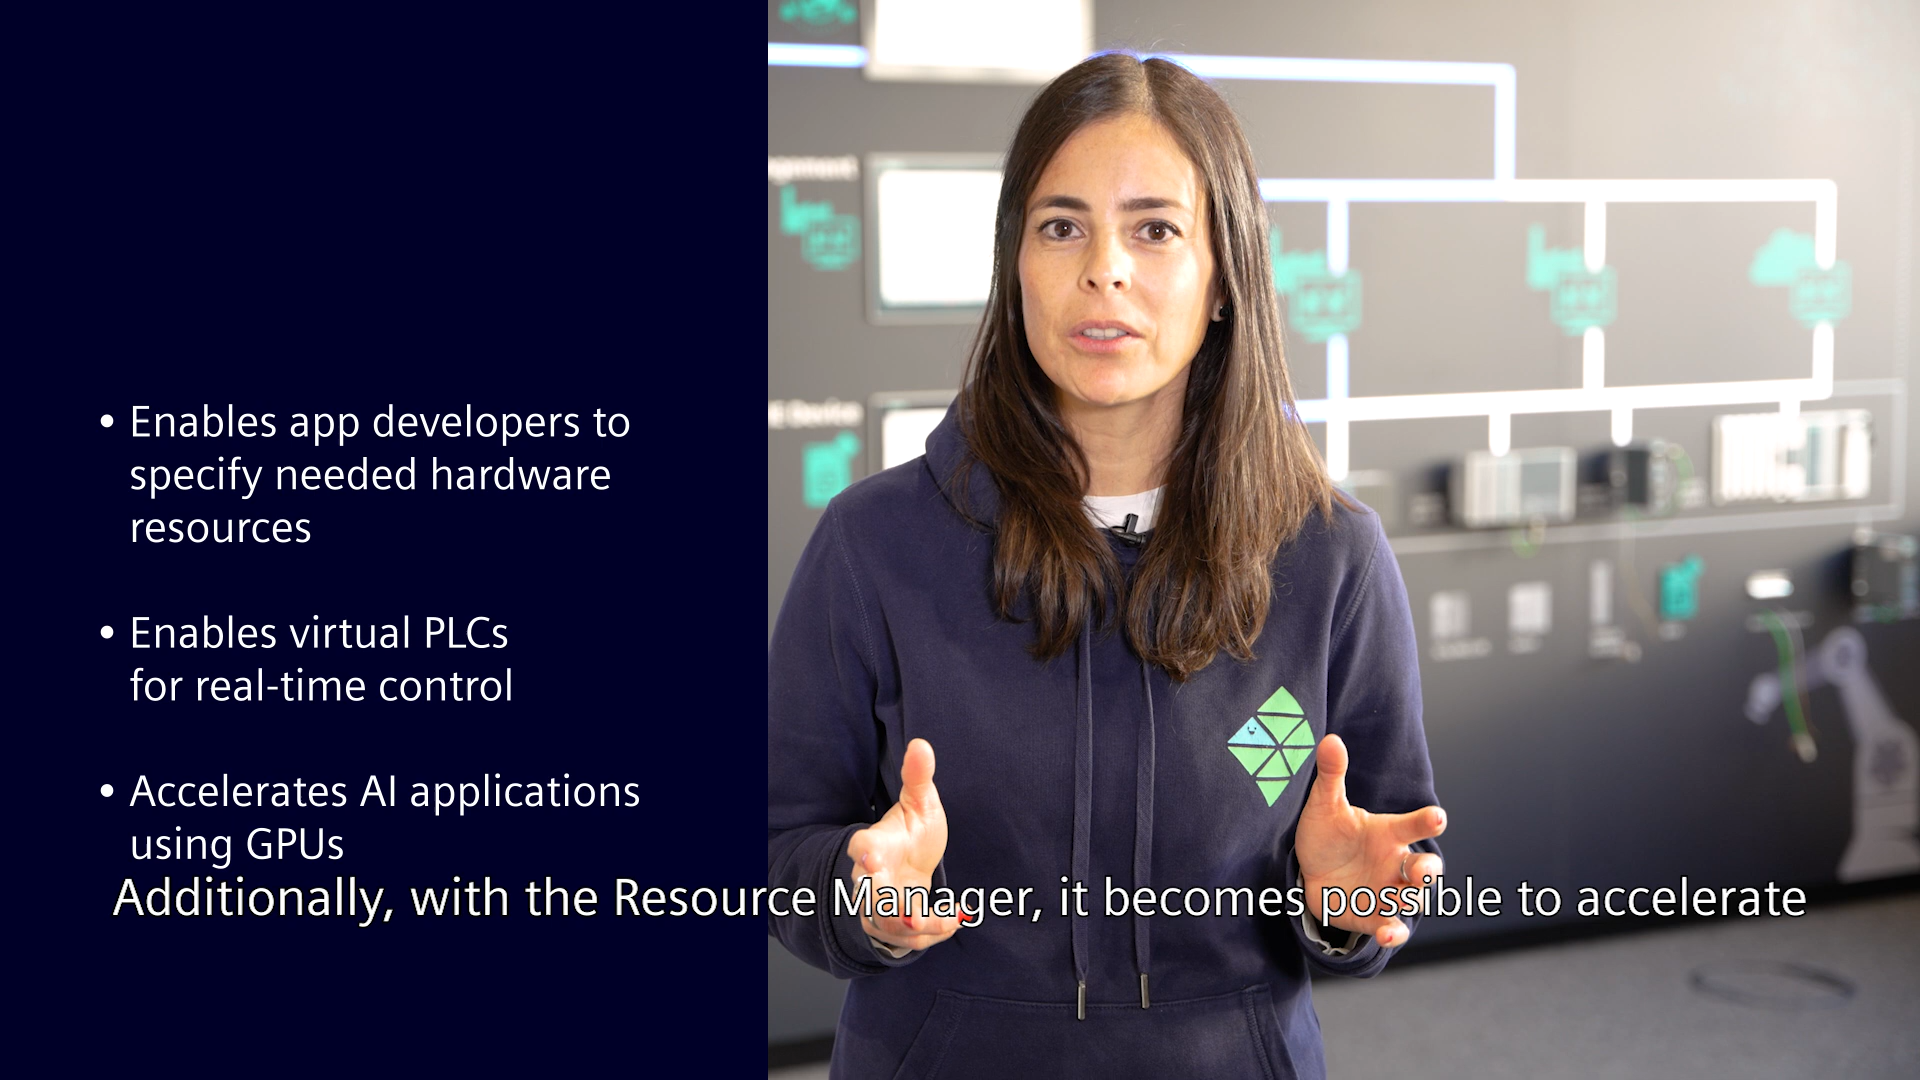 • Enables app developers to
specify needed hardware
resources
• Enables virtual PLCs
for real-time control
• Accelerates AI applications
using GPUs
Additionally, with the Resource Manager, it becomes possible to accelerate
Device